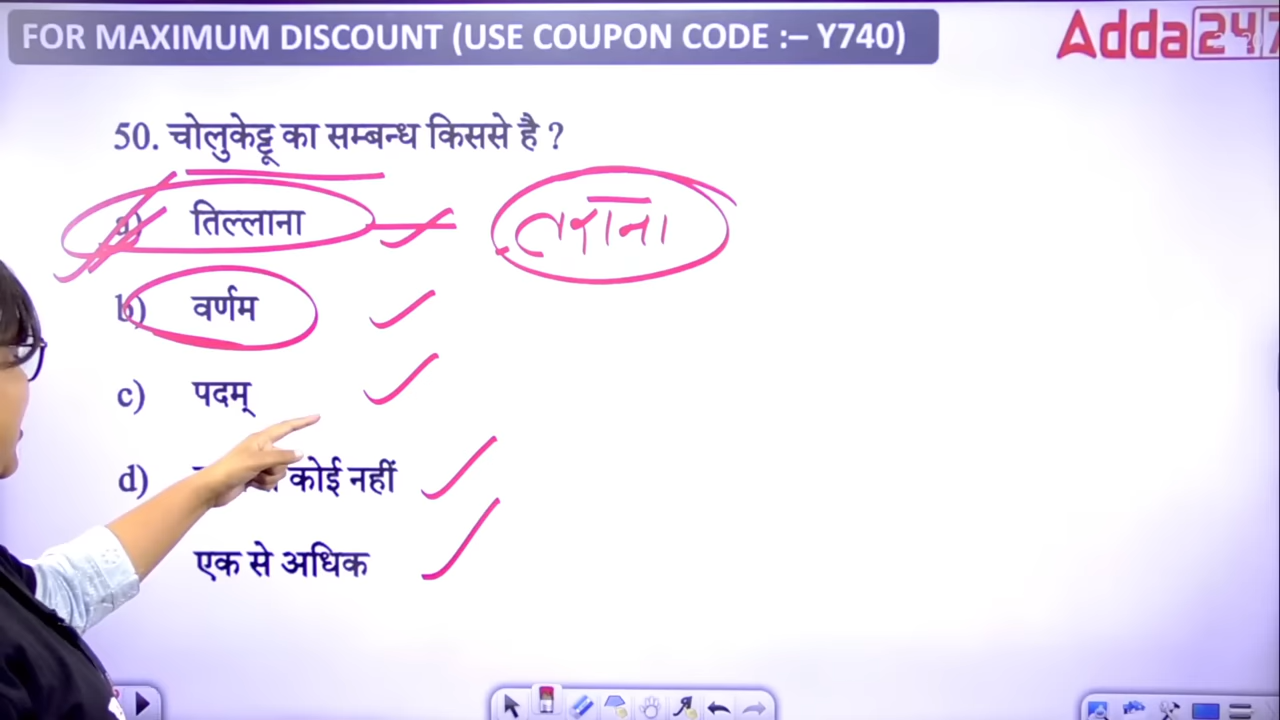 FOR MAXIMUM DISCOUNT (USE COUPON CODE :– Y740)
Adda247
50. चोलुकेट्टू का सम्बन्ध किससे है ?
a) तिल्लाना
तराना
b) वर्णम
c) पदम्
d) कोई नहीं
एक से अधिक